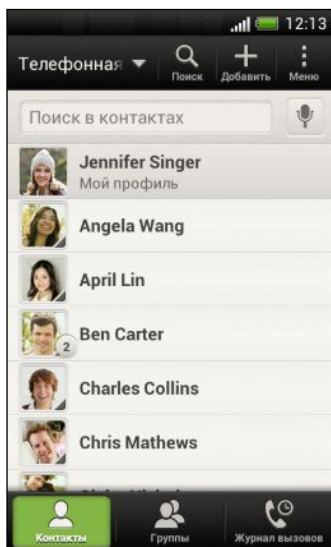 12:13
Телефонная
Поиск
Добавить
Меню
Поиск в контактах
Jennifer Singer
Мой профиль
Angela Wang
April Lin
Ben Carter
2
Charles Collins
Chris Mathews
Контакты
Группы
Журнал вызовов